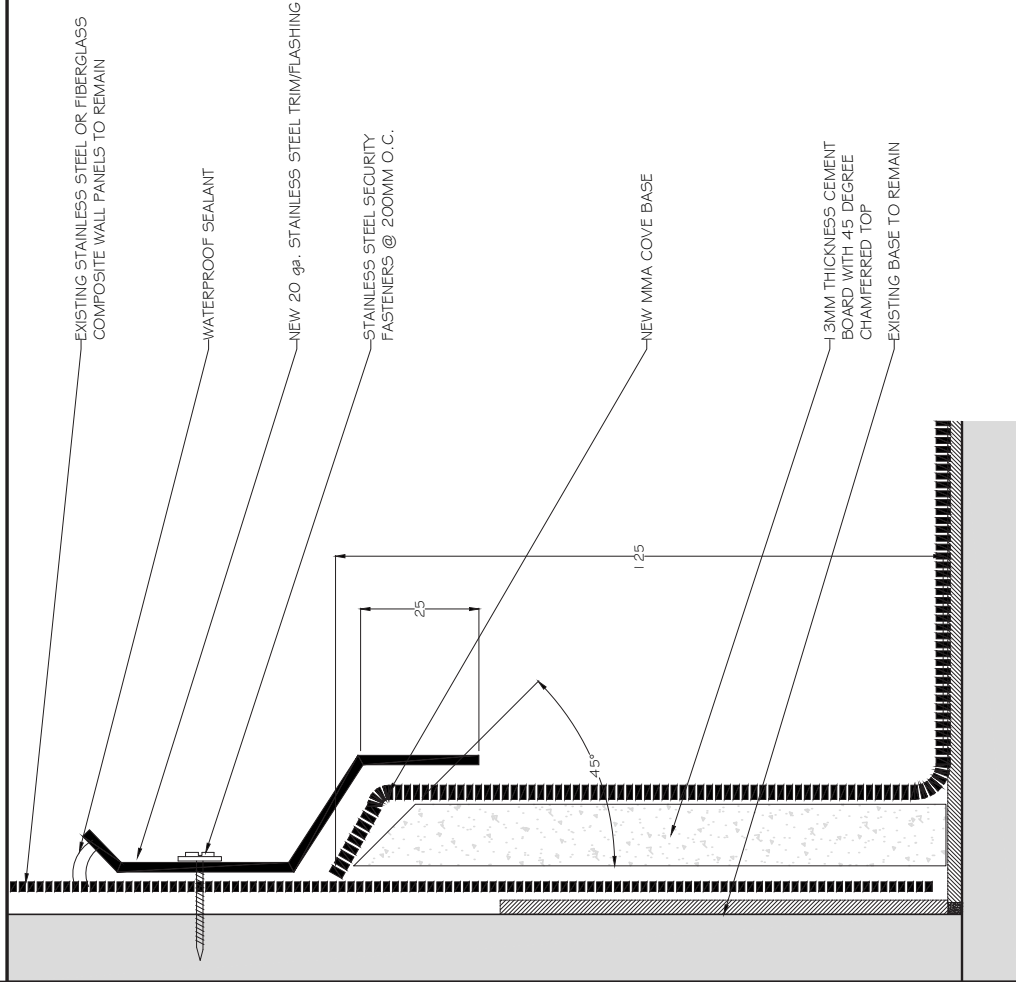 EXISTING STAINLESS STEEL OR FIBERGLASS
COMPOSITE WALL PANELS TO REMAIN
WATERPROOF SEALANT
NEW 20 ga. STAINLESS STEEL TRIM/FLASHING
STAINLESS STEEL SECURITY
FASTENERS @ 200MM O.C.
NEW MMA COVE BASE
13MM THICKNESS CEMENT
BOARD WITH 45 DEGREE
CHAMFERRED TOP
EXISTING BASE TO REMAIN
25
125
45°